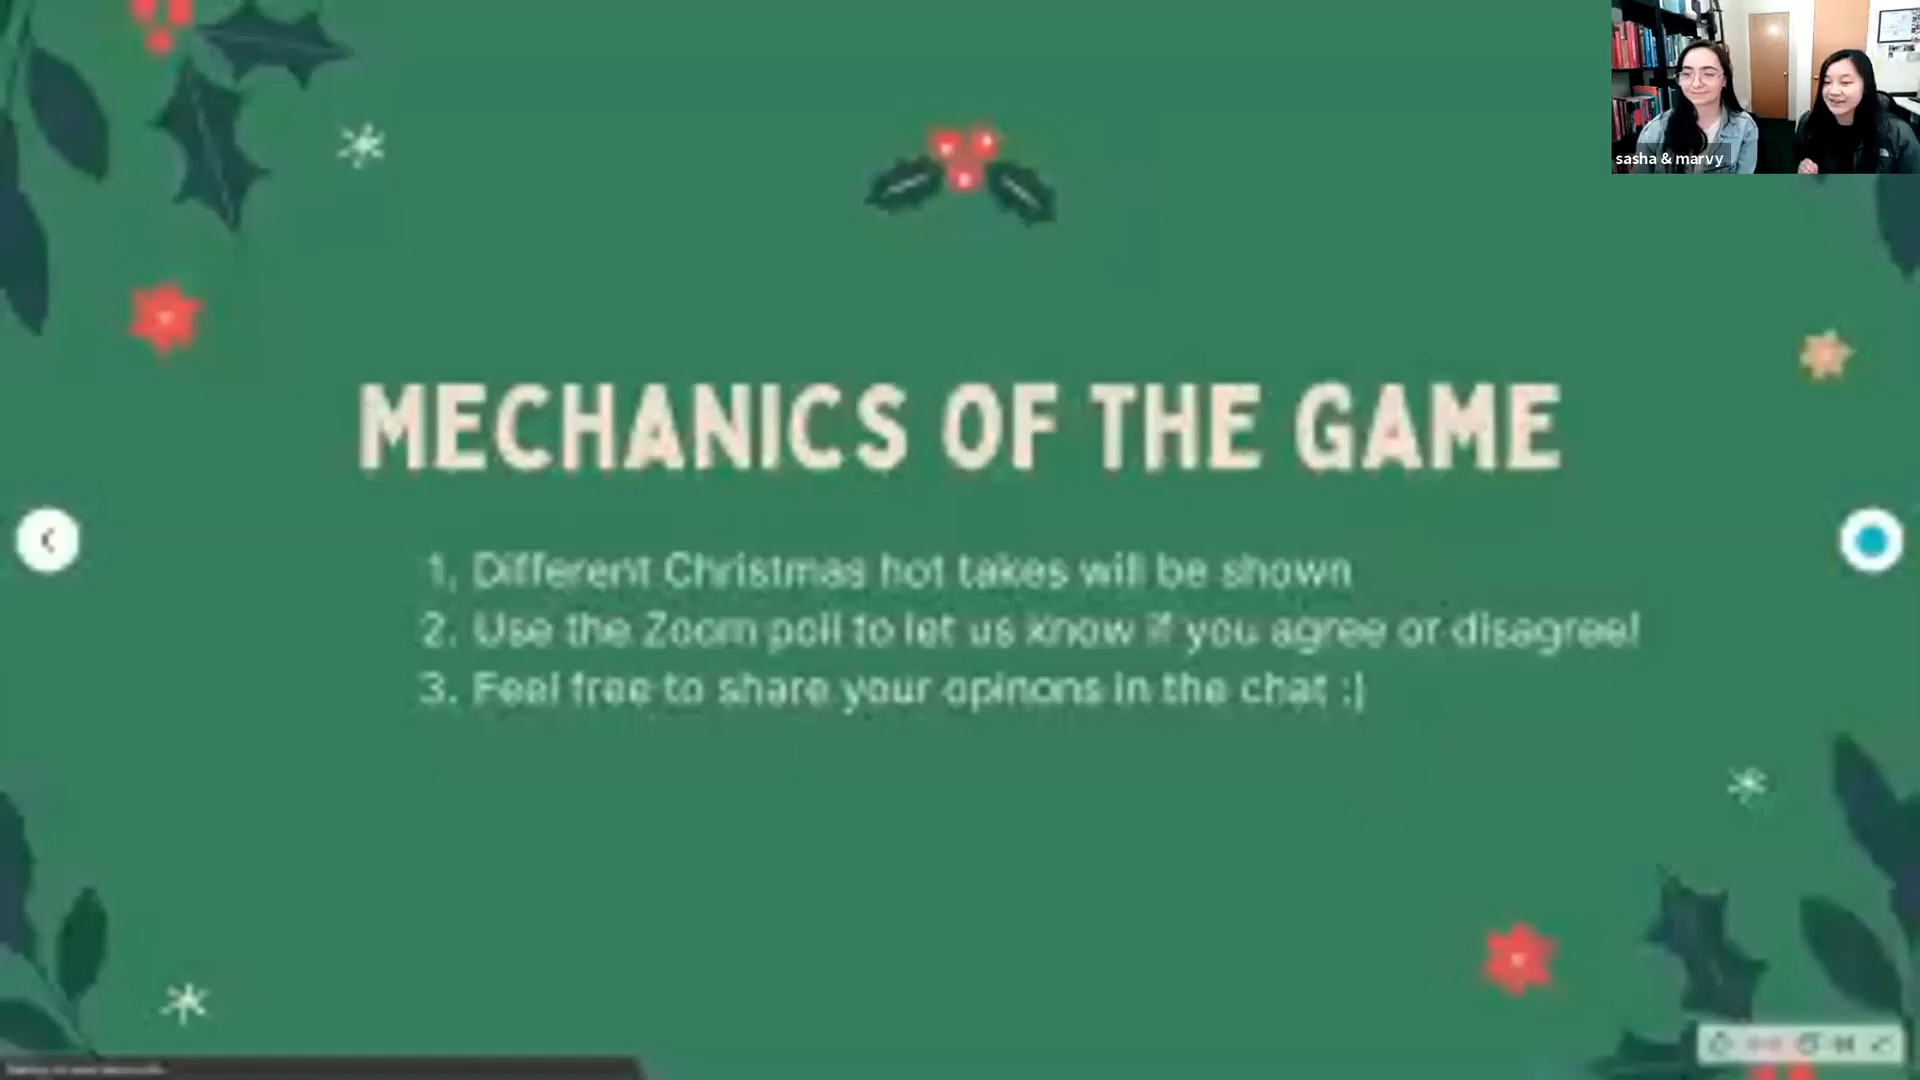 sasha & marvy
MECHANICS OF THE GAME
1. Different Christmas hot takes will be shown
2. Use the Zoom poll to let us know if you agree or disagree!
3. Feel free to share your opinons in the chat :)